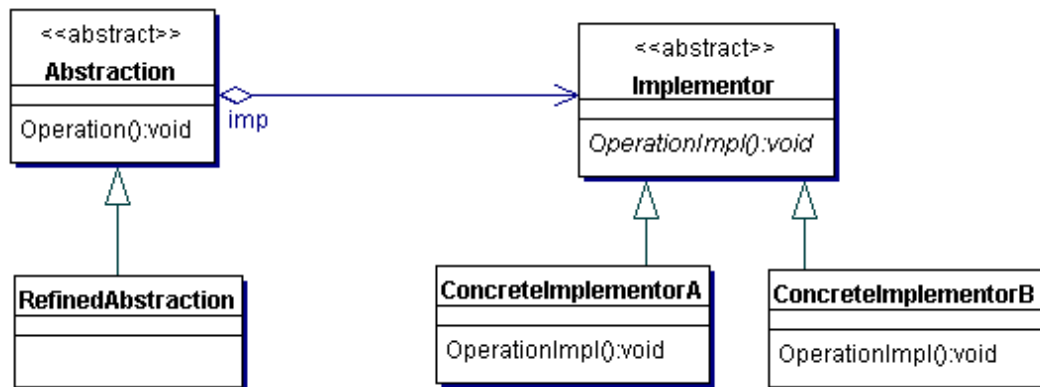 <<abstract>>
Abstraction
Operation():void
imp
<<abstract>>
Implementor
OperationImpl():void
RefinedAbstraction
ConcreteImplementorA
OperationImpl():void
ConcreteImplementorB
OperationImpl():void